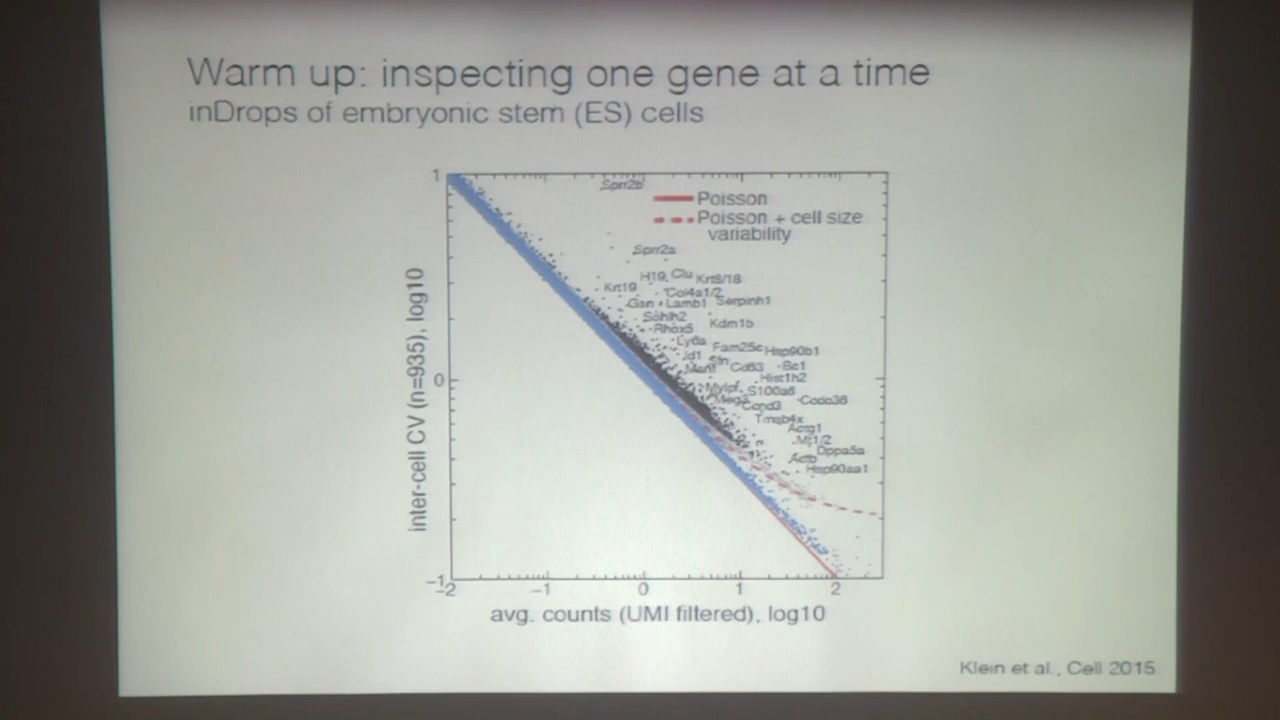 Warm up: inspecting one gene at a time
inDrops of embryonic stem (ES) cells
1
Sprr2b
Poisson
Poisson + cell size
variability
Sprr2a
H19 Clu Krt8/18
Krt19 Col4a1/2
Gsn Lamb1 Serpinh1
Sohlh2
Rhox5 Kdm1b
Ly6a Fam25c Hsp90b1
Id1 Sfn Cd63 Bc1
Hist1h2
Mylpf S100a6
Meg3 Ccnd3
Tmsb4x
Actg1
Mt1/2
Actb Dppa5a
Hsp90aa1
0
-1
inter-cell CV (n=935), log10
-2 -1 0 1 2
avg. counts (UMI filtered), log10
Klein et al., Cell 2015